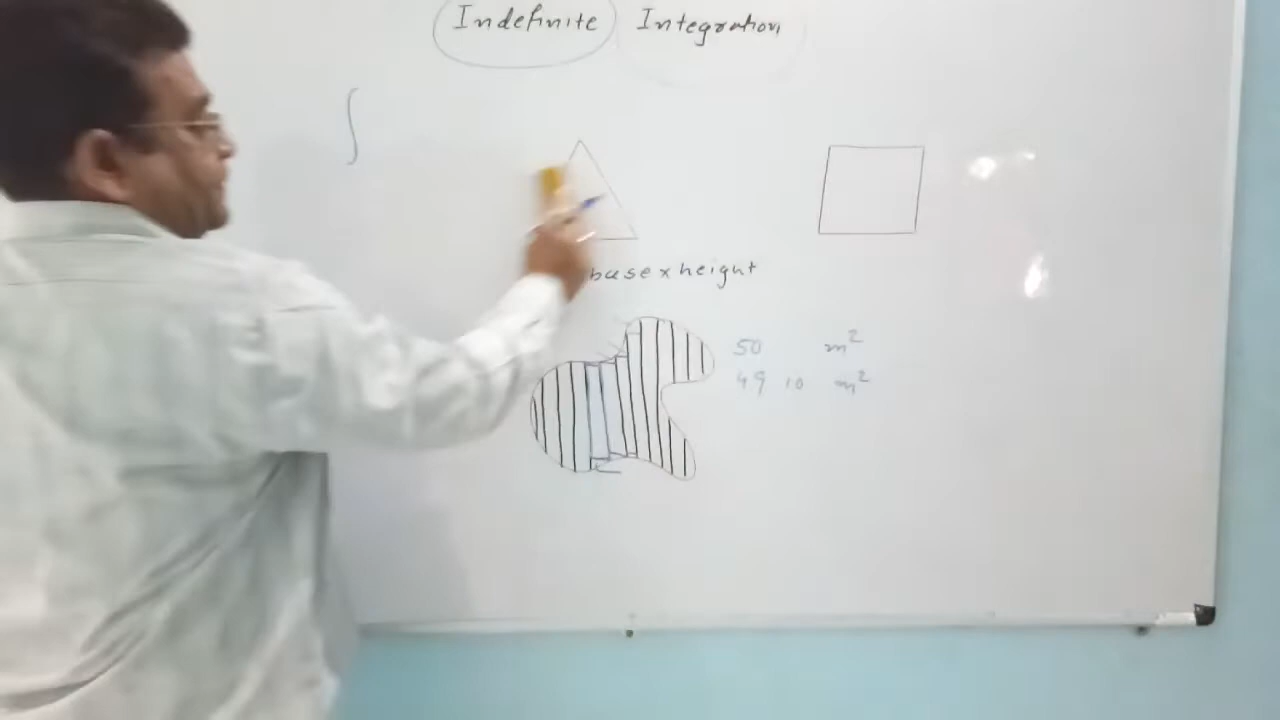 Indefinite Integration
∫
base x height
50 m²
49 10 m²